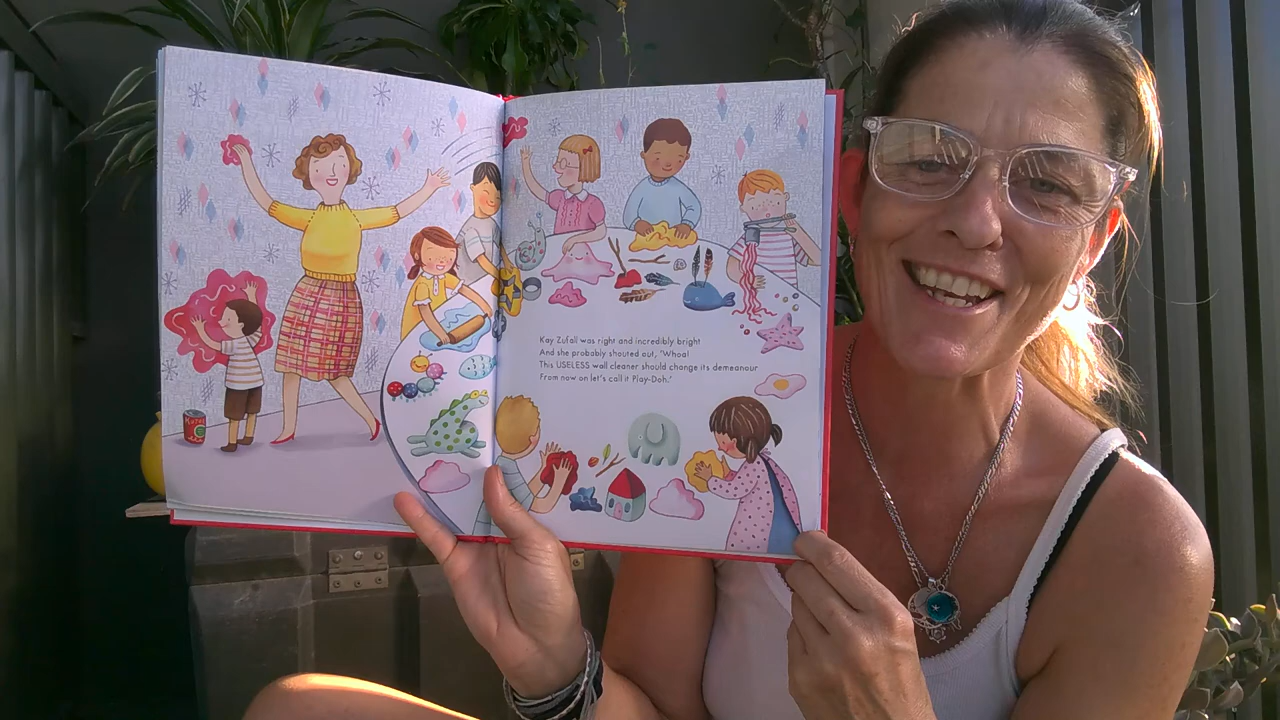 Kutol
Kay Zufall was right and incredibly bright
And she probably shouted out, "Whoa!
This USELESS wall cleaner should change its demeanour
From now on let's call it Play-Doh."